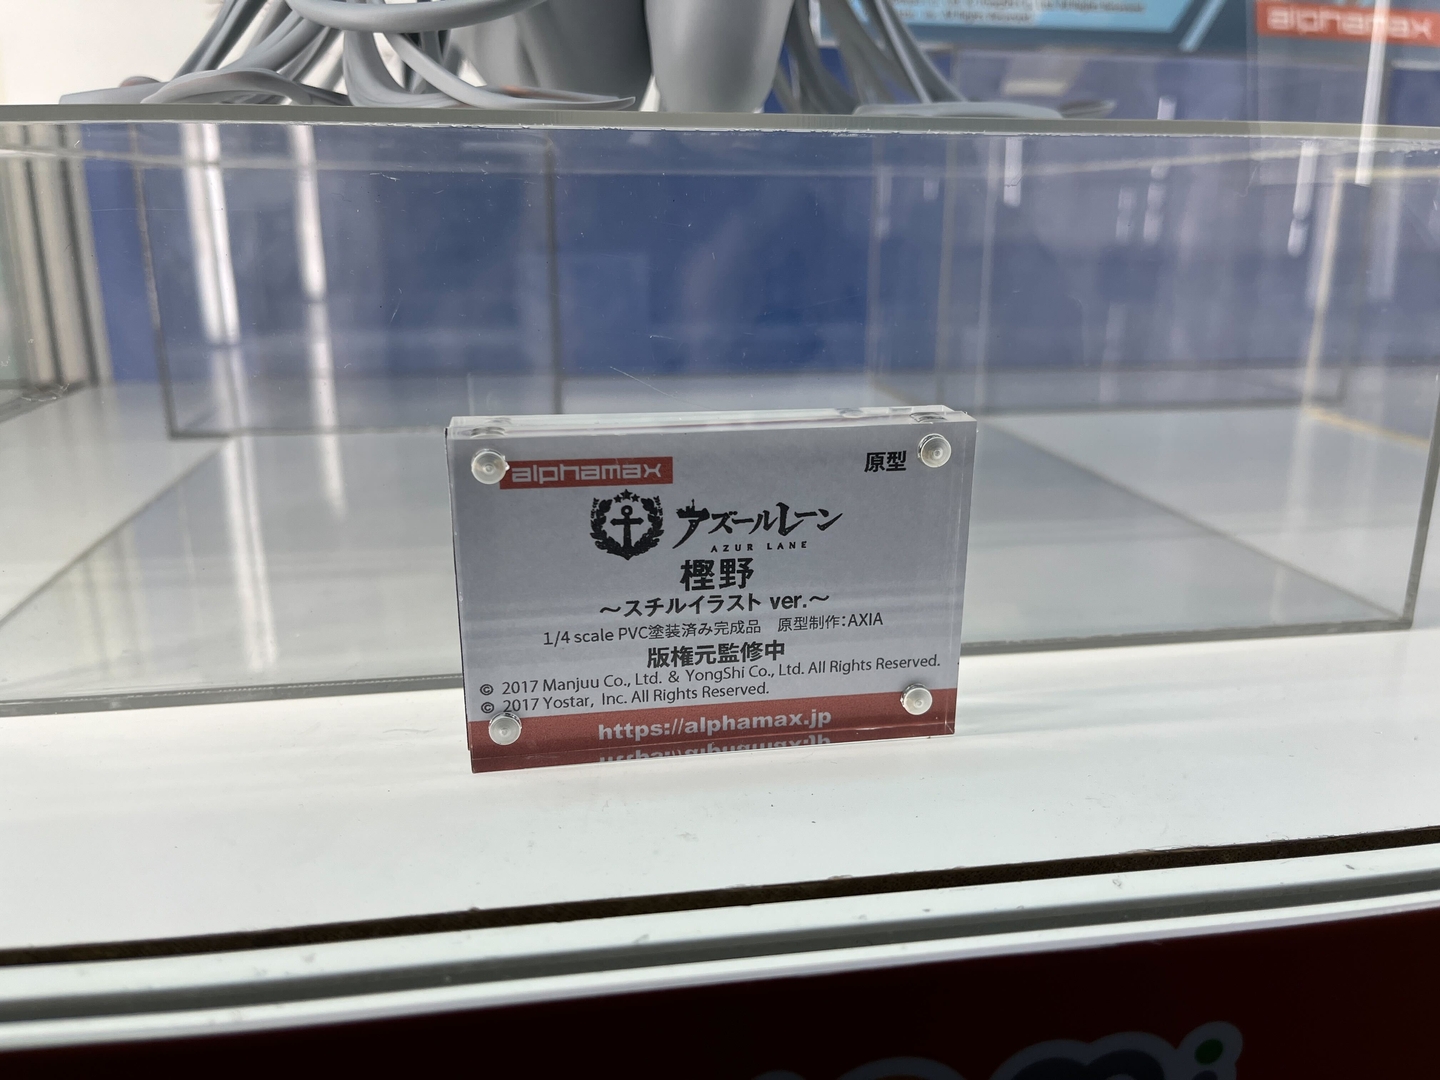 alphamax
alphamax
原型
アズールレーン
AZUR LANE
樫野
～スチルイラスト ver.～
1/4 scale PVC塗装済み完成品 原型制作：AXIA
版権元監修中
© 2017 Manjuu Co., Ltd. & YongShi Co., Ltd. All Rights Reserved.
© 2017 Yostar, Inc. All Rights Reserved.
https://alphamax.jp